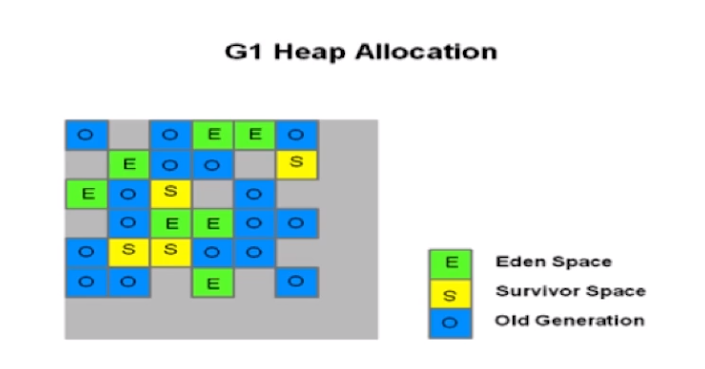 G1 Heap Allocation
O O E E O
E O O S
E O S O
O E E O O
O S S O O
O O E O
E Eden Space
S Survivor Space
O Old Generation